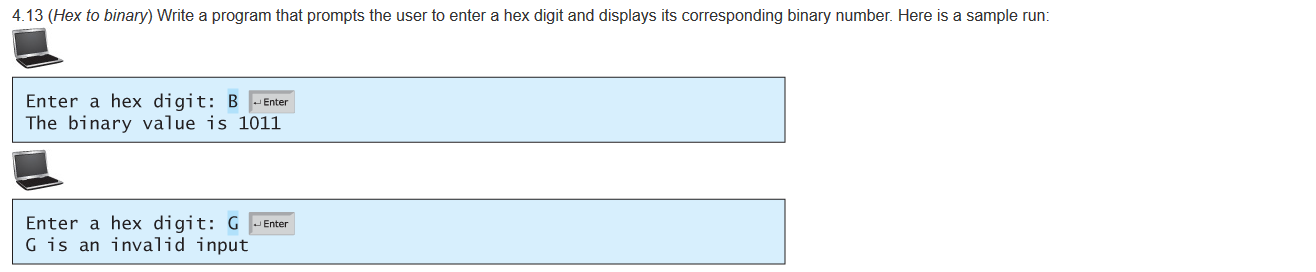 4.13 (Hex to binary) Write a program that prompts the user to enter a hex digit and displays its corresponding binary number. Here is a sample run:
Enter a hex digit: B ↵Enter
The binary value is 1011
Enter a hex digit: G ↵Enter
G is an invalid input